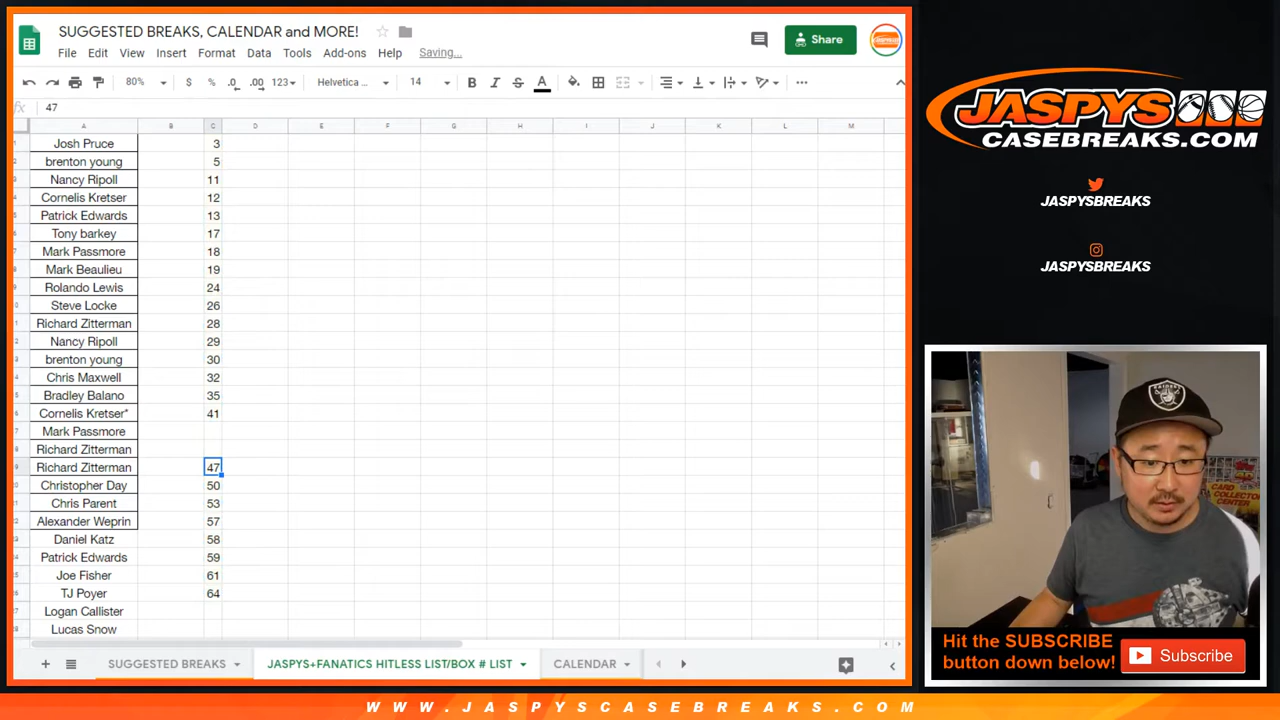 SUGGESTED BREAKS, CALENDAR and MORE!
File Edit View Insert Format Data Tools Add-ons Help Saving...
Share
80% $ % .0 .00 123 Helvetica ... 14 B I S A
fx 47
A B C D E F G H I J K L M
Josh Pruce 3
brenton young 5
Nancy Ripoll 11
Cornelis Kretser 12
Patrick Edwards 13
Tony barkey 17
Mark Passmore 18
Mark Beaulieu 19
Rolando Lewis 24
Steve Locke 26
Richard Zitterman 28
Nancy Ripoll 29
brenton young 30
Chris Maxwell 32
Bradley Balano 35
Cornelis Kretser* 41
Mark Passmore
Richard Zitterman
Richard Zitterman 47
Christopher Day 50
Chris Parent 53
Alexander Weprin 57
Daniel Katz 58
Patrick Edwards 59
Joe Fisher 61
TJ Poyer 64
Logan Callister
Lucas Snow
SUGGESTED BREAKS JASPYS+FANATICS HITLESS LIST/BOX # LIST CALENDAR
JASPYS
CASEBREAKS.COM
JASPYSBREAKS
JASPYSBREAKS
RAIDERS
CARD
COLLECTOR
CENTER
Hit the SUBSCRIBE
button down below!
Subscribe
WWW.JASPYSCASEBREAKS.COM